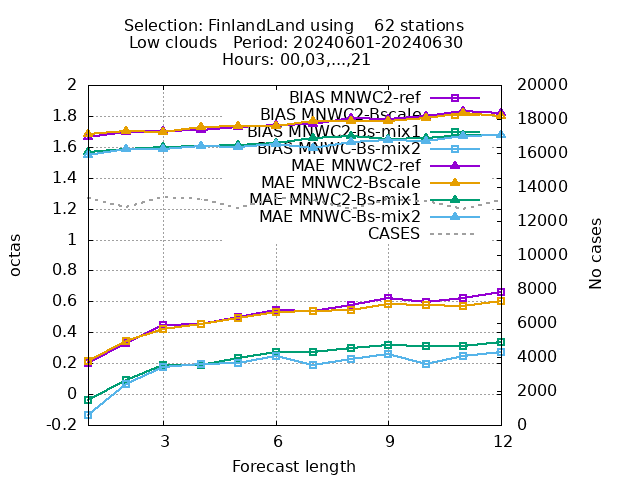 Selection: FinlandLand using    62 stations
Low clouds   Period: 20240601-20240630
Hours: 00,03,...,21
2
1.8
1.6
1.4
1.2
1
0.8
0.6
0.4
0.2
0
-0.2
octas
BIAS MNWC2-ref
BIAS MNWC2-Bscale
BIAS MNWC2-Bs-mix1
BIAS MNWC-Bs-mix2
MAE MNWC2-ref
MAE MNWC2-Bscale
MAE MNWC2-Bs-mix1
MAE MNWC-Bs-mix2
CASES
20000
18000
16000
14000
12000
10000
8000
6000
4000
2000
0
No cases
3
6
9
12
Forecast length